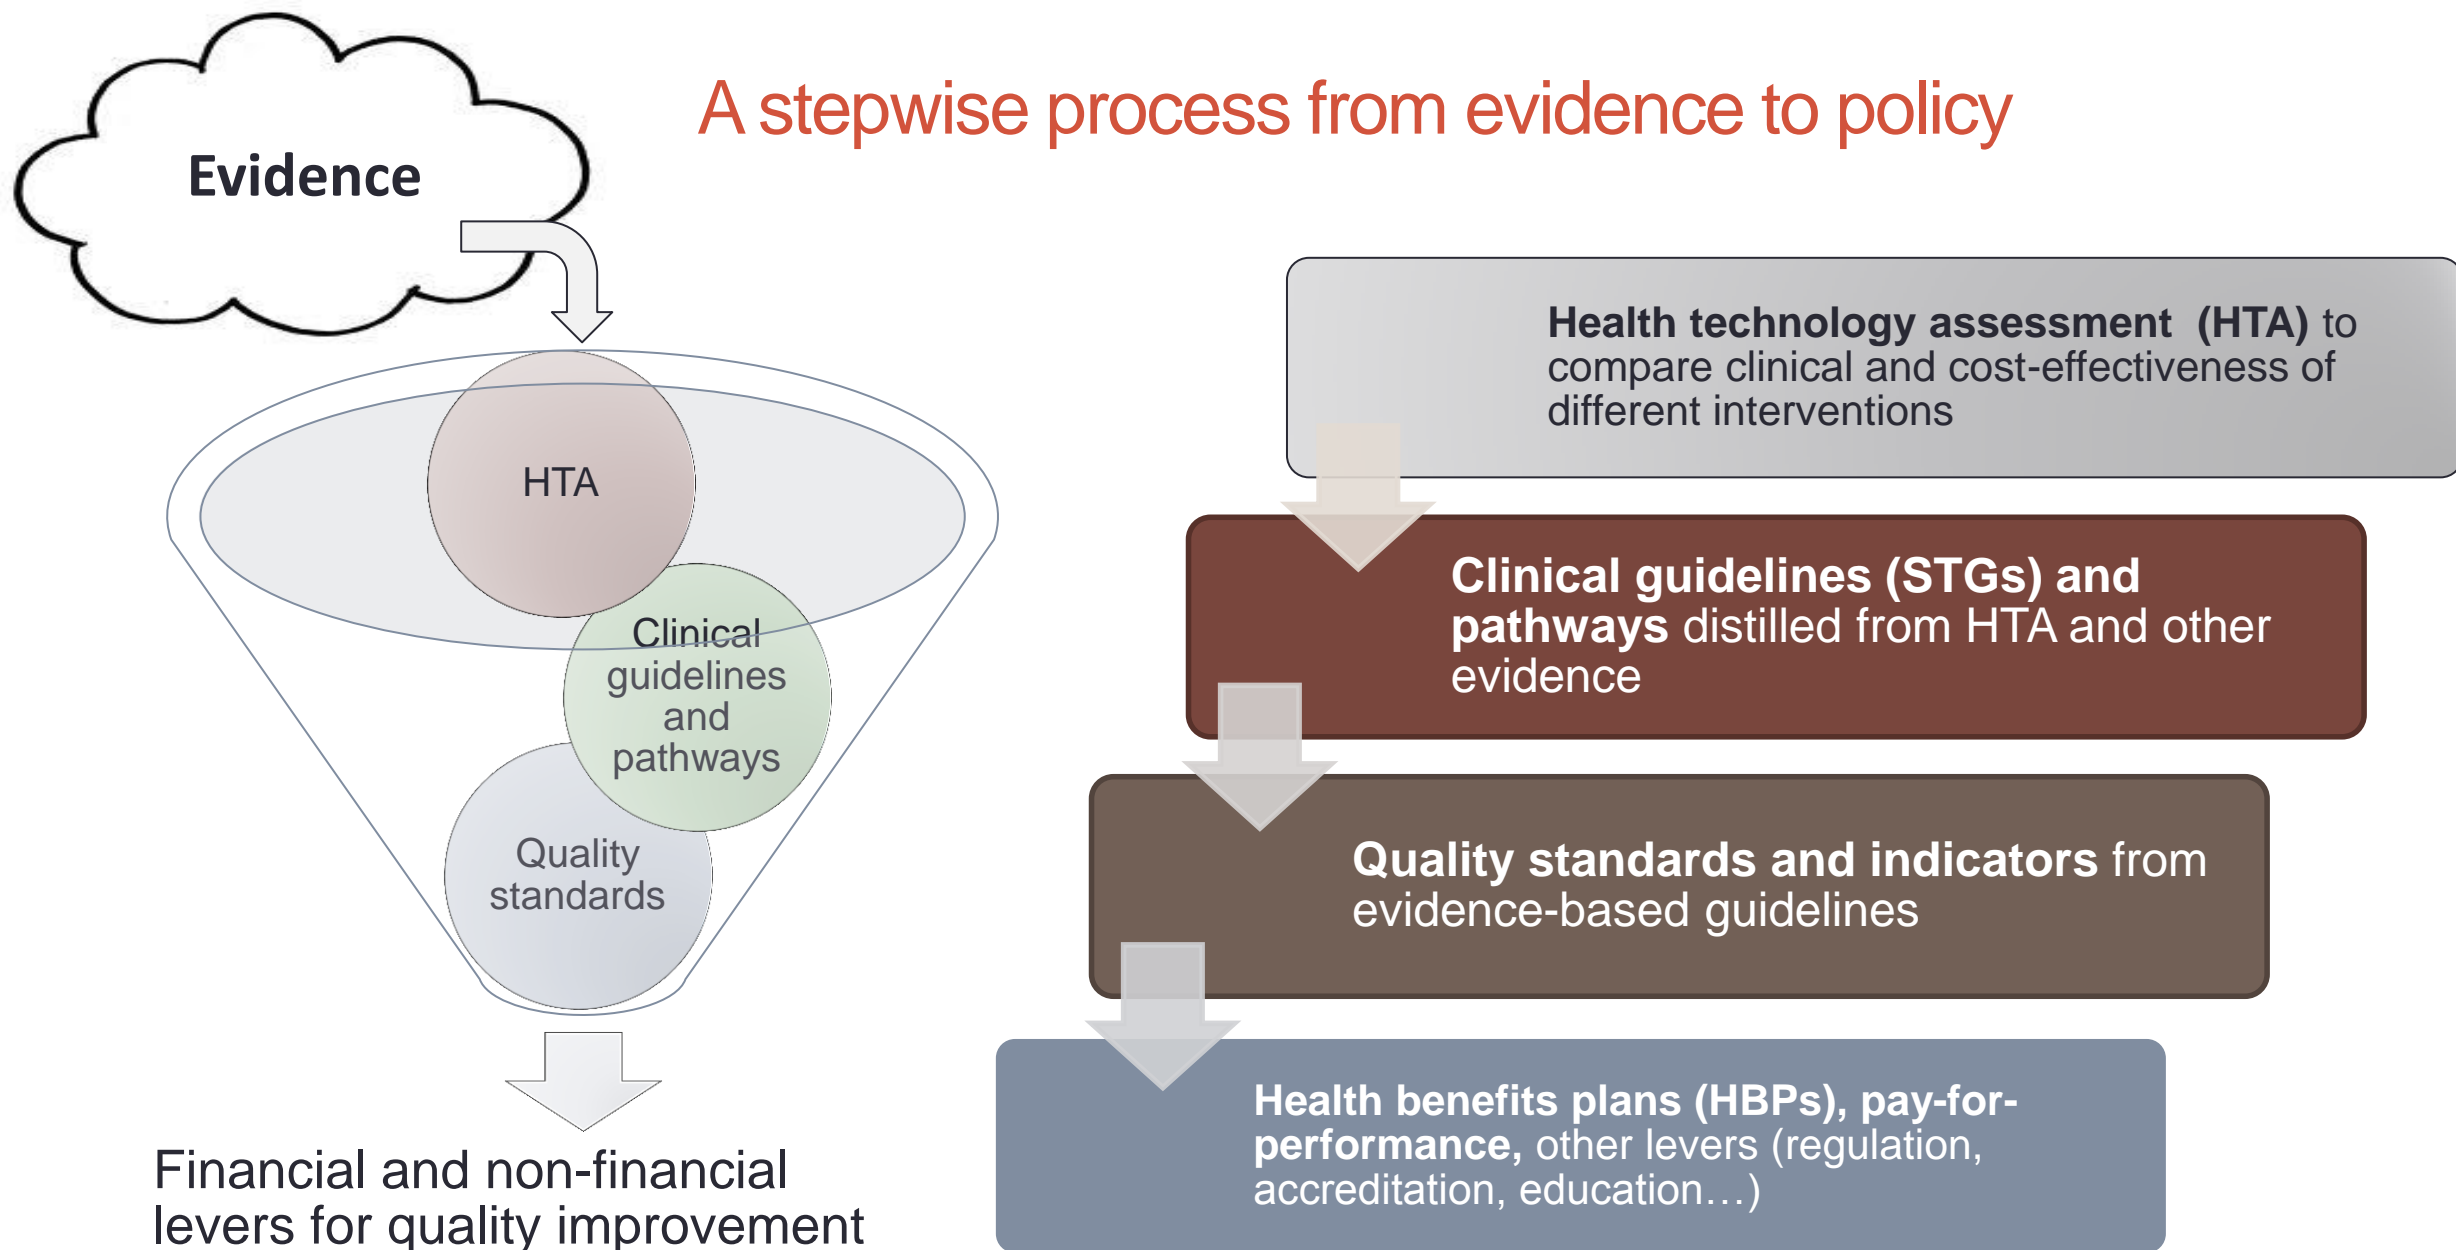 A stepwise process from evidence to policy
Evidence
HTA
Clinical
guidelines
and
pathways
Quality
standards
Financial and non-financial
levers for quality improvement
Health technology assessment  (HTA) to
compare clinical and cost-effectiveness of
different interventions
Clinical guidelines (STGs) and
pathways distilled from HTA and other
evidence
Quality standards and indicators from
evidence-based guidelines
Health benefits plans (HBPs), pay-for-
performance, other levers (regulation,
accreditation, education…)